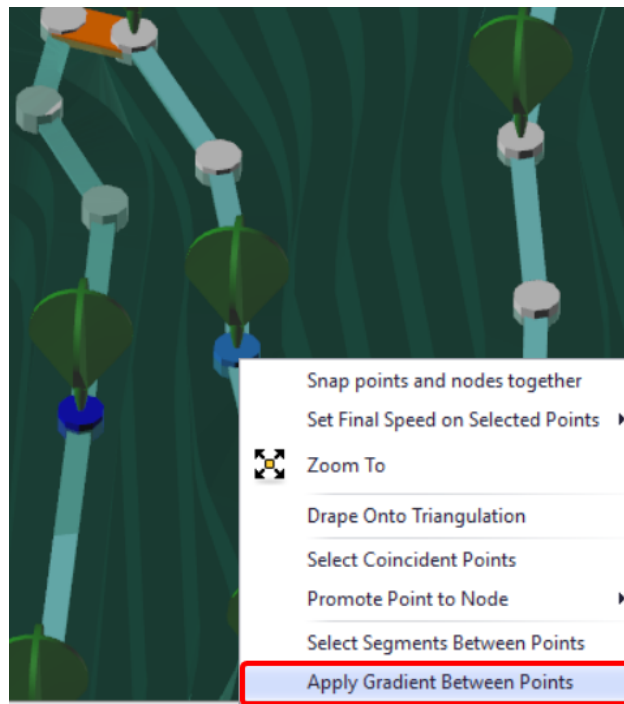 Snap points and nodes together
Set Final Speed on Selected Points
Zoom To
Drape Onto Triangulation
Select Coincident Points
Promote Point to Node
Select Segments Between Points
Apply Gradient Between Points